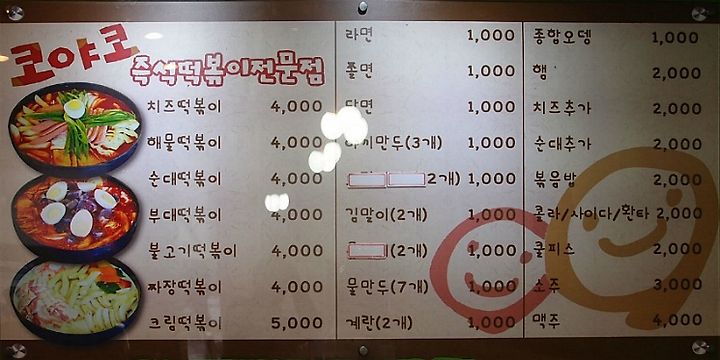 코야코
즉석떡볶이전문점
치즈떡볶이 4,000
해물떡볶이 4,000
순대떡볶이 4,000
부대떡볶이 4,000
불고기떡볶이 4,000
짜장떡볶이 4,000
크림떡볶이 5,000
라면 1,000
쫄면 1,000
당면 1,000
야끼만두(3개) 1,000
2개) 1,000
김말이(2개) 1,000
(2개) 1,000
물만두(7개) 1,000
계란(2개) 1,000
종합오뎅 1,000
햄 2,000
치즈추가 2,000
순대추가 2,000
볶음밥 2,000
콜라/사이다/환타 2,000
쿨피스 2,000
소주 3,000
맥주 4,000